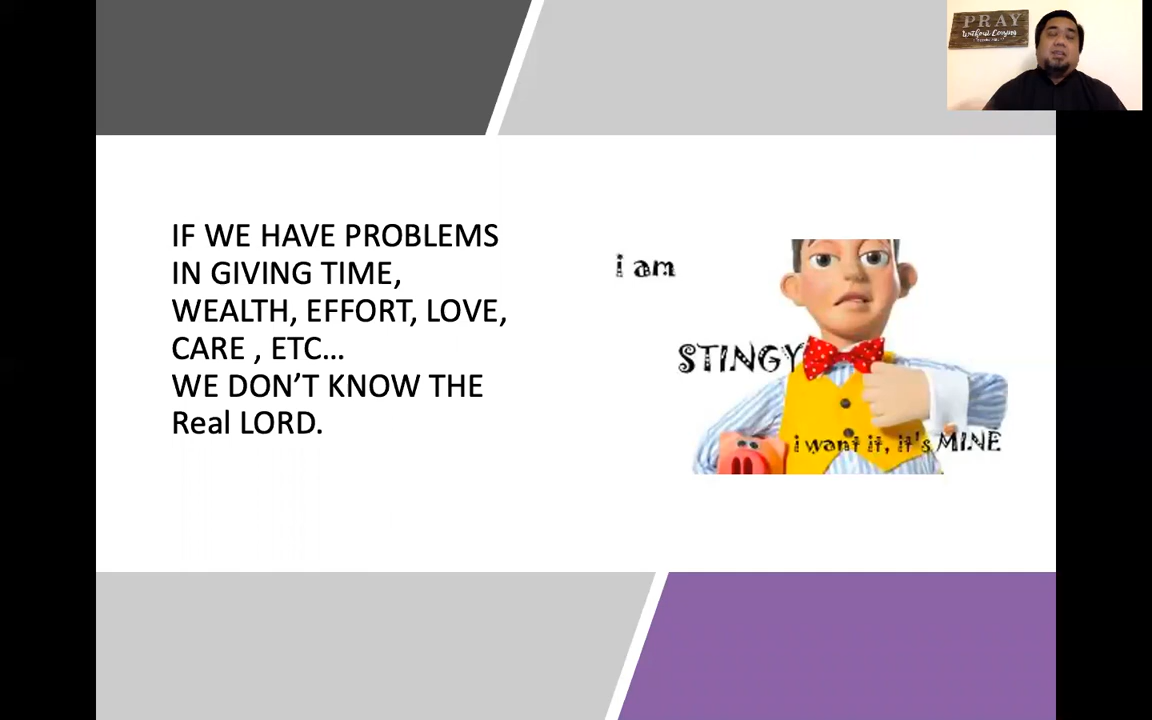 IF WE HAVE PROBLEMS
IN GIVING TIME,
WEALTH, EFFORT, LOVE,
CARE , ETC…
WE DON’T KNOW THE
Real LORD.
i am
STINGY
i want it, it's MINE
PRAY
Without Ceasing